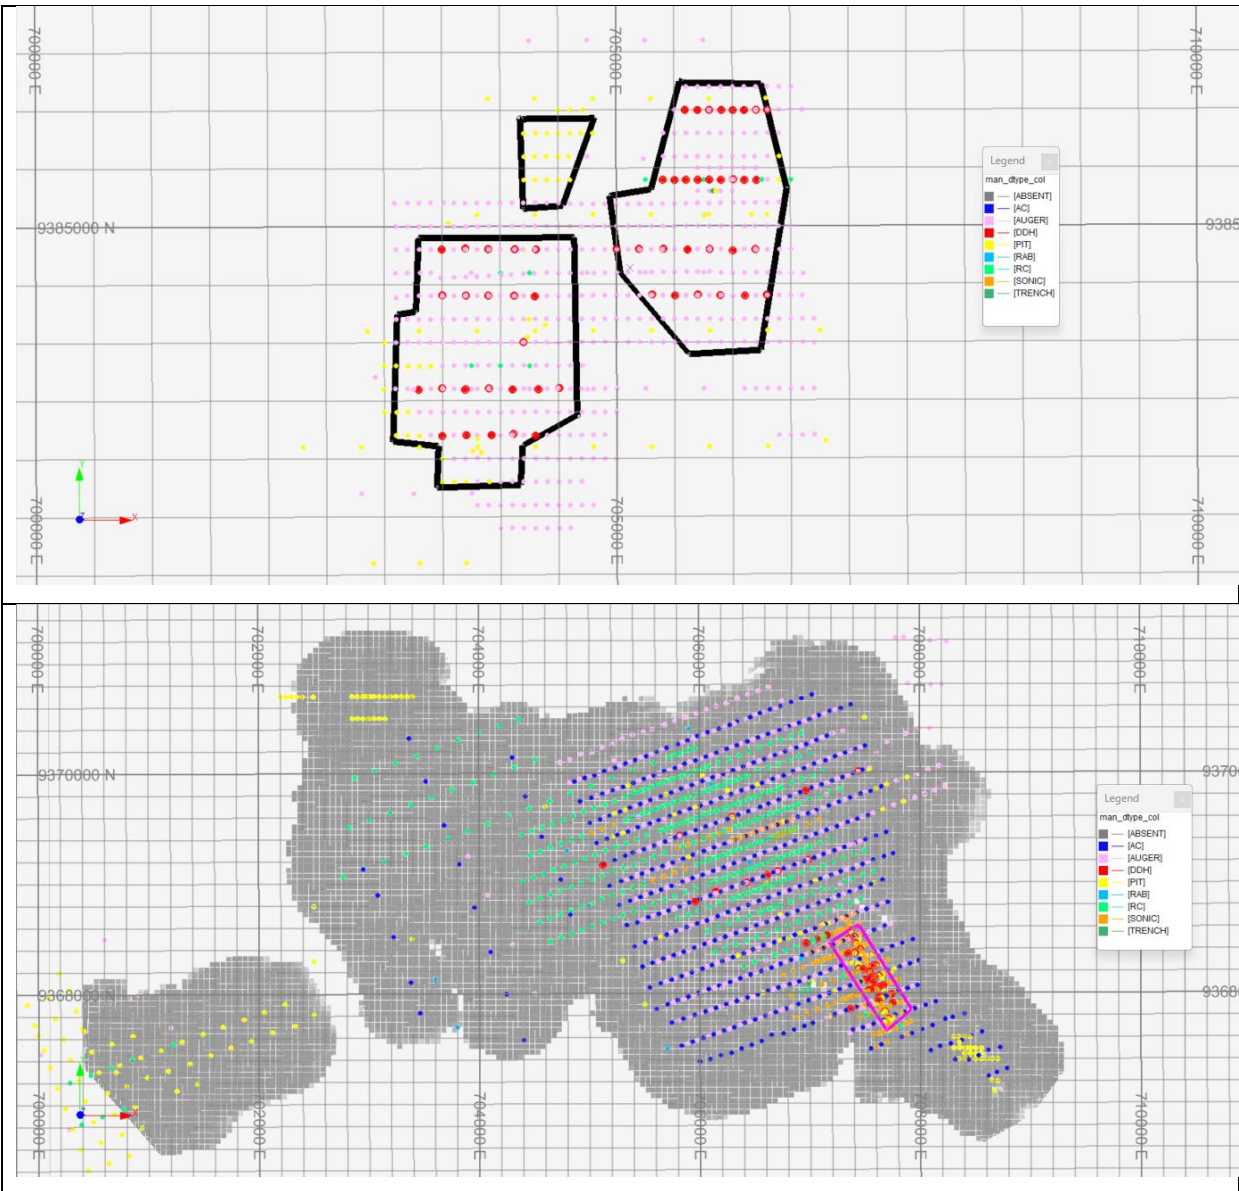 700000 E
705000 E
710000 E
Legend
man_dtype_col
[ABSENT]
[AC]
[AUGER]
[DDH]
[PIT]
[RAB]
[RC]
[SONIC]
[TRENCH]
9385000 N
9385
Y
X
700000 E
705000 E
710000 E
700000 E
702000 E
704000 E
706000 E
708000 E
710000 E
9370000 N
9370
Legend
man_dtype_col
[ABSENT]
[AC]
[AUGER]
[DDH]
[PIT]
[RAB]
[RC]
[SONIC]
[TRENCH]
9368000 N
9368
700000 E
702000 E
704000 E
706000 E
708000 E
710000 E